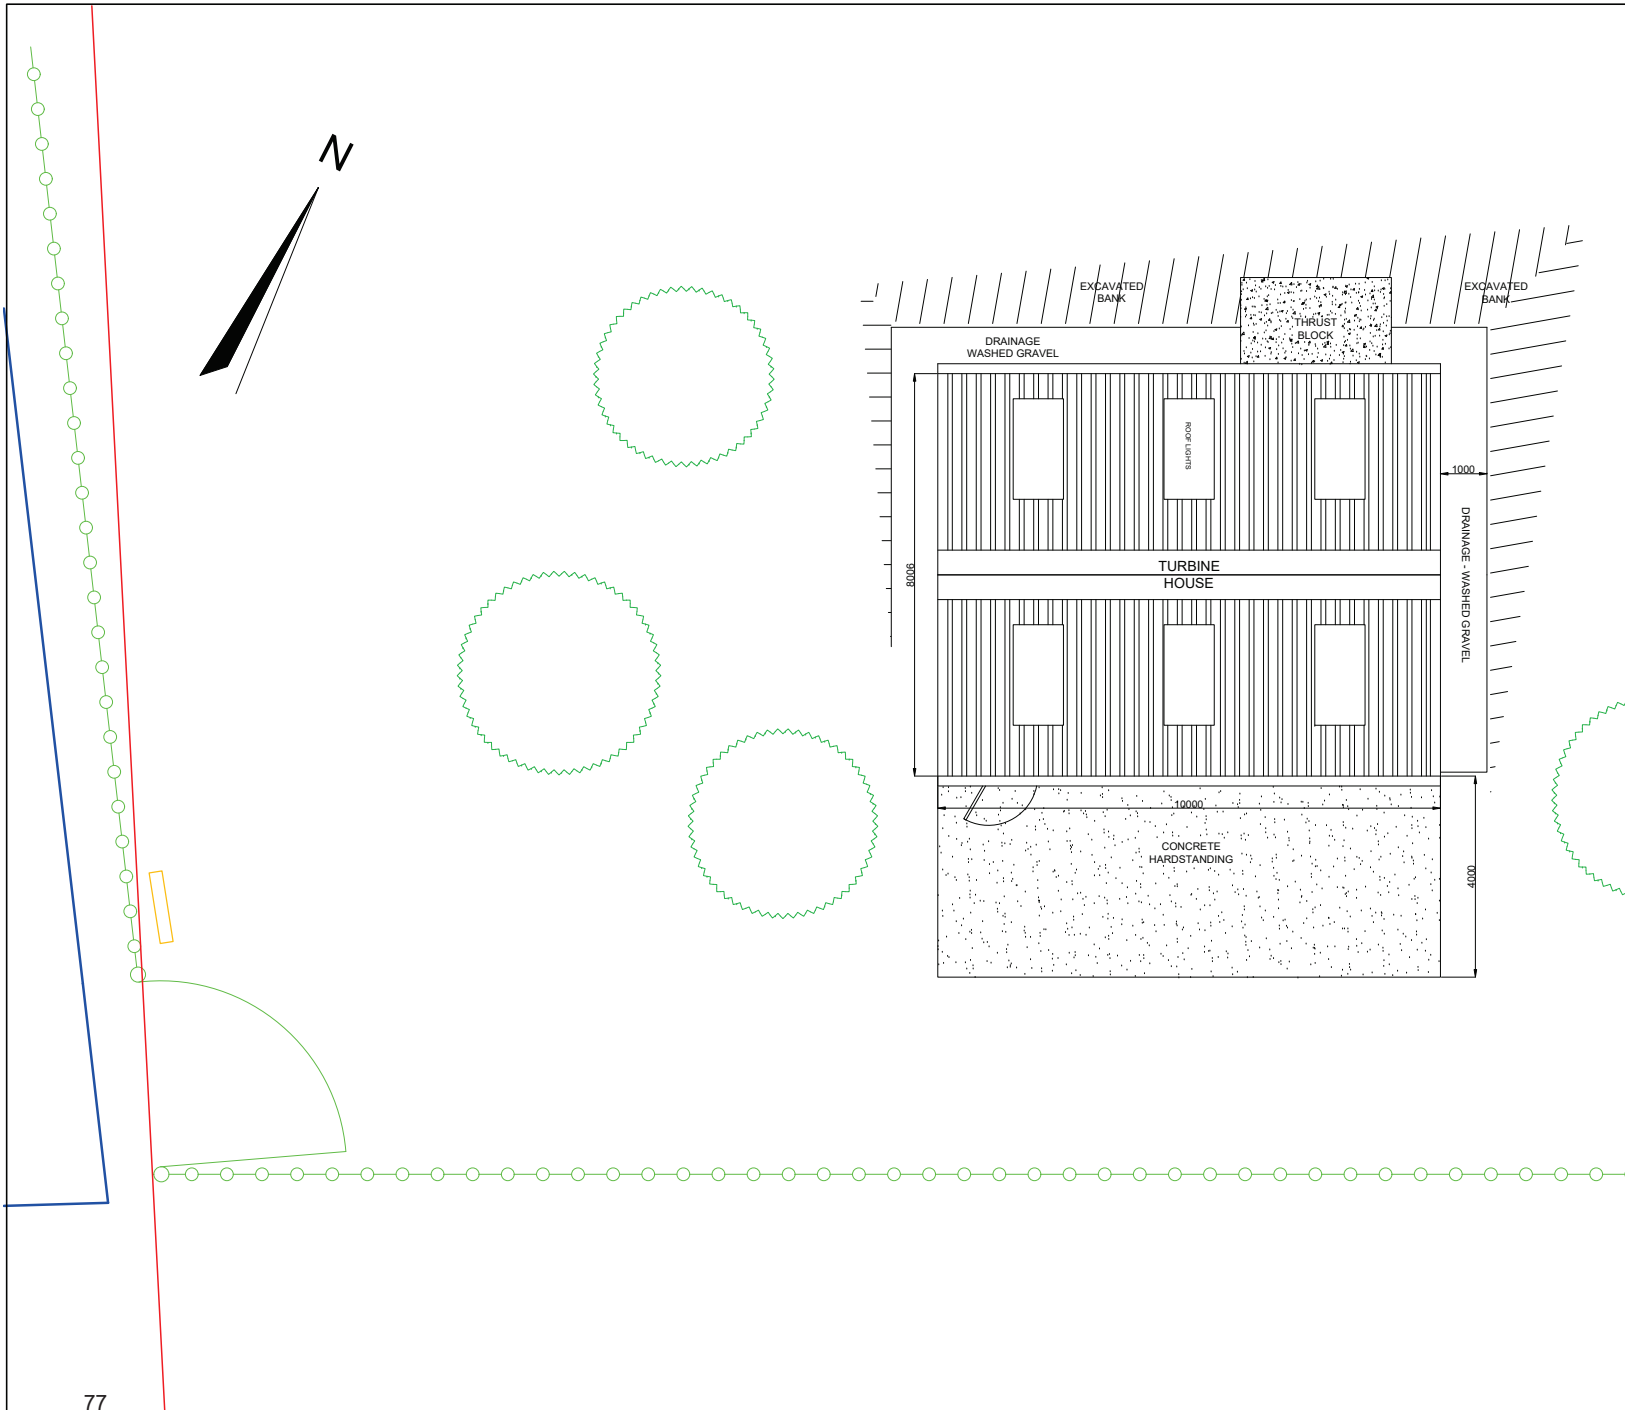 N
EXCAVATED
BANK
EXCAVATED
BANK
THRUST
BLOCK
DRAINAGE
WASHED GRAVEL
ROOF LIGHTS
1000
DRAINAGE - WASHED GRAVEL
TURBINE
HOUSE
8006
10000
CONCRETE
HARDSTANDING
4000
77